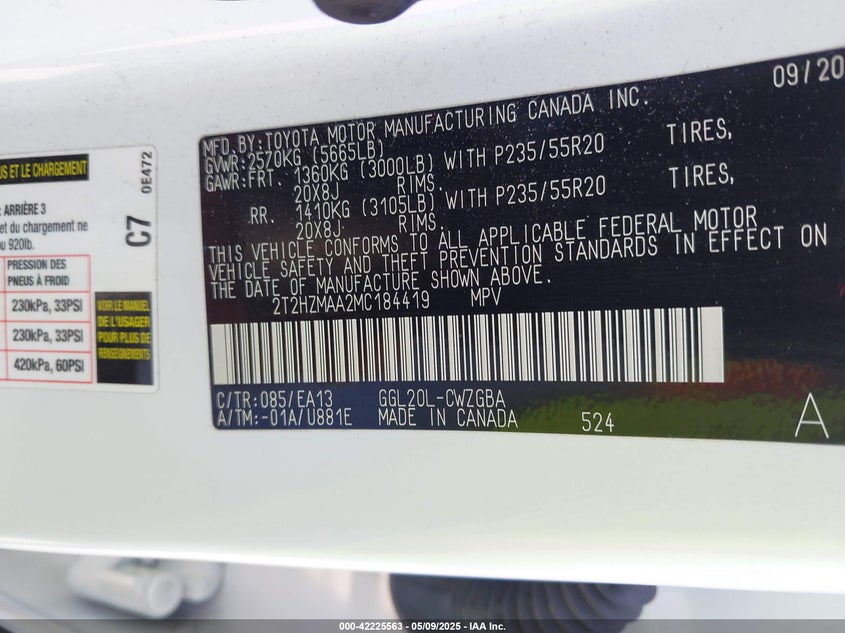 US ET LE CHARGEMENT
: ARRIÈRE 3
et du chargement ne
ou 920lb.
PRESSION DES
PNEUS À FROID
230kPa, 33PSI
230kPa, 33PSI
420kPa, 60PSI
VOIR LE MANUEL
DE L'USAGER
POUR PLUS DE
RENSEIGNEMENTS
C7
0E472
09/20
MFD. BY:TOYOTA MOTOR MANUFACTURING CANADA INC.
GVWR:2570KG (5665LB)
GAWR:FRT. 1360KG (3000LB) WITH P235/55R20 TIRES,
20X8J RIMS.
RR. 1410KG (3105LB) WITH P235/55R20 TIRES,
20X8J RIMS.
THIS VEHICLE CONFORMS TO ALL APPLICABLE FEDERAL MOTOR
VEHICLE SAFETY AND THEFT PREVENTION STANDARDS IN EFFECT ON
THE DATE OF MANUFACTURE SHOWN ABOVE.
2T2HZMAA2MC184419 MPV
C/TR:085/EA13 GGL20L-CWZGBA
A/TM:-01A/U881E MADE IN CANADA 524
A
000-42225563 - 05/09/2025 - IAA Inc.